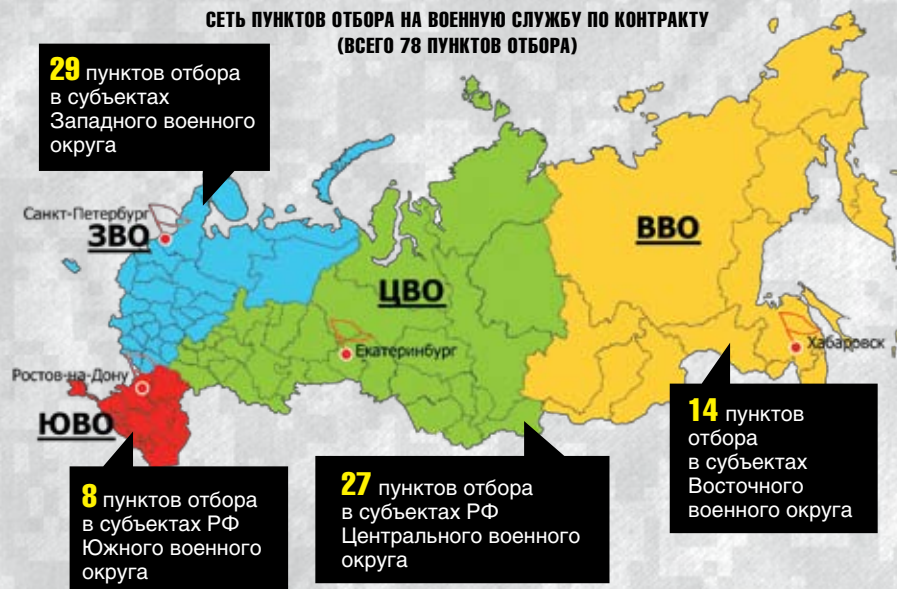 СЕТЬ ПУНКТОВ ОТБОРА НА ВОЕННУЮ СЛУЖБУ ПО КОНТРАКТУ
(ВСЕГО 78 ПУНКТОВ ОТБОРА)
29 пунктов отбора
в субъектах
Западного военного
округа
Санкт-Петербург
ЗВО
ВВО
ЦВО
Екатеринбург
Хабаровск
Ростов-на-Дону
ЮВО
8 пунктов отбора
в субъектах РФ
Южного военного
округа
27 пунктов отбора
в субъектах РФ
Центрального военного
округа
14 пунктов
отбора
в субъектах
Восточного
военного округа